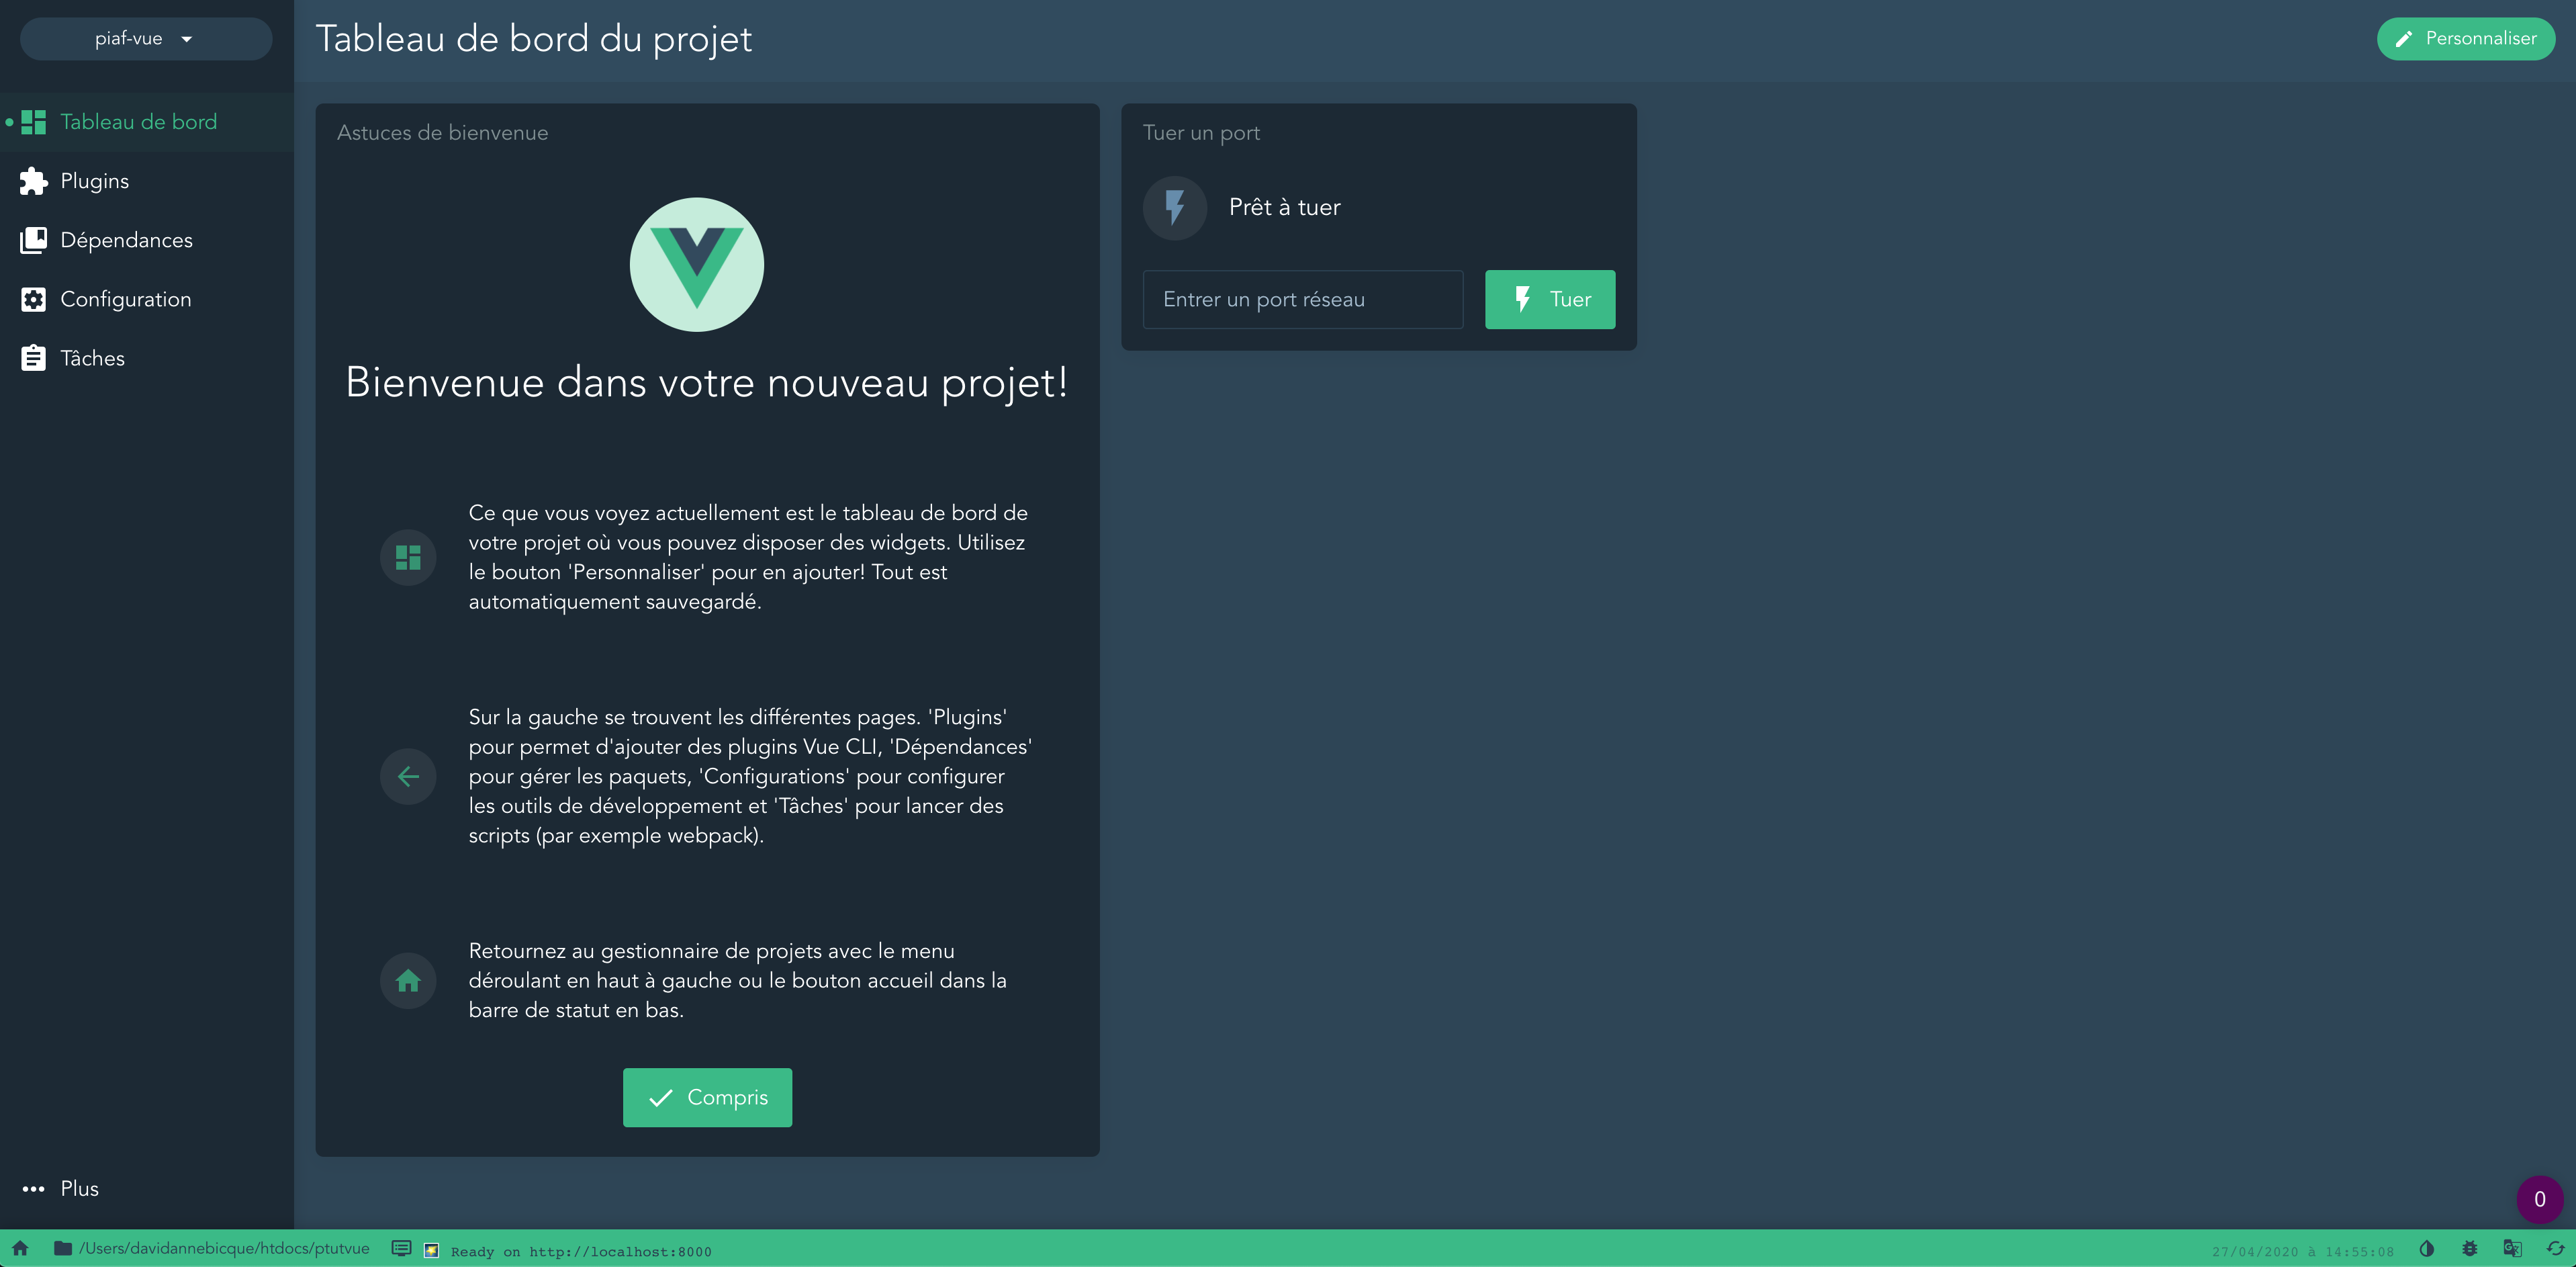 piaf-vue
Tableau de bord du projet
Personnaliser
Tableau de bord
Plugins
Dépendances
Configuration
Tâches
Plus
Astuces de bienvenue
Bienvenue dans votre nouveau projet!
Ce que vous voyez actuellement est le tableau de bord de
votre projet où vous pouvez disposer des widgets. Utilisez
le bouton 'Personnaliser' pour en ajouter! Tout est
automatiquement sauvegardé.
Sur la gauche se trouvent les différentes pages. 'Plugins'
pour permet d'ajouter des plugins Vue CLI, 'Dépendances'
pour gérer les paquets, 'Configurations' pour configurer
les outils de développement et 'Tâches' pour lancer des
scripts (par exemple webpack).
Retournez au gestionnaire de projets avec le menu
déroulant en haut à gauche ou le bouton accueil dans la
barre de statut en bas.
Compris
Tuer un port
Prêt à tuer
Entrer un port réseau
Tuer
0
/Users/davidannebicque/htdocs/ptutvue
Ready on http://localhost:8000
27/04/2020 à 14:55:08